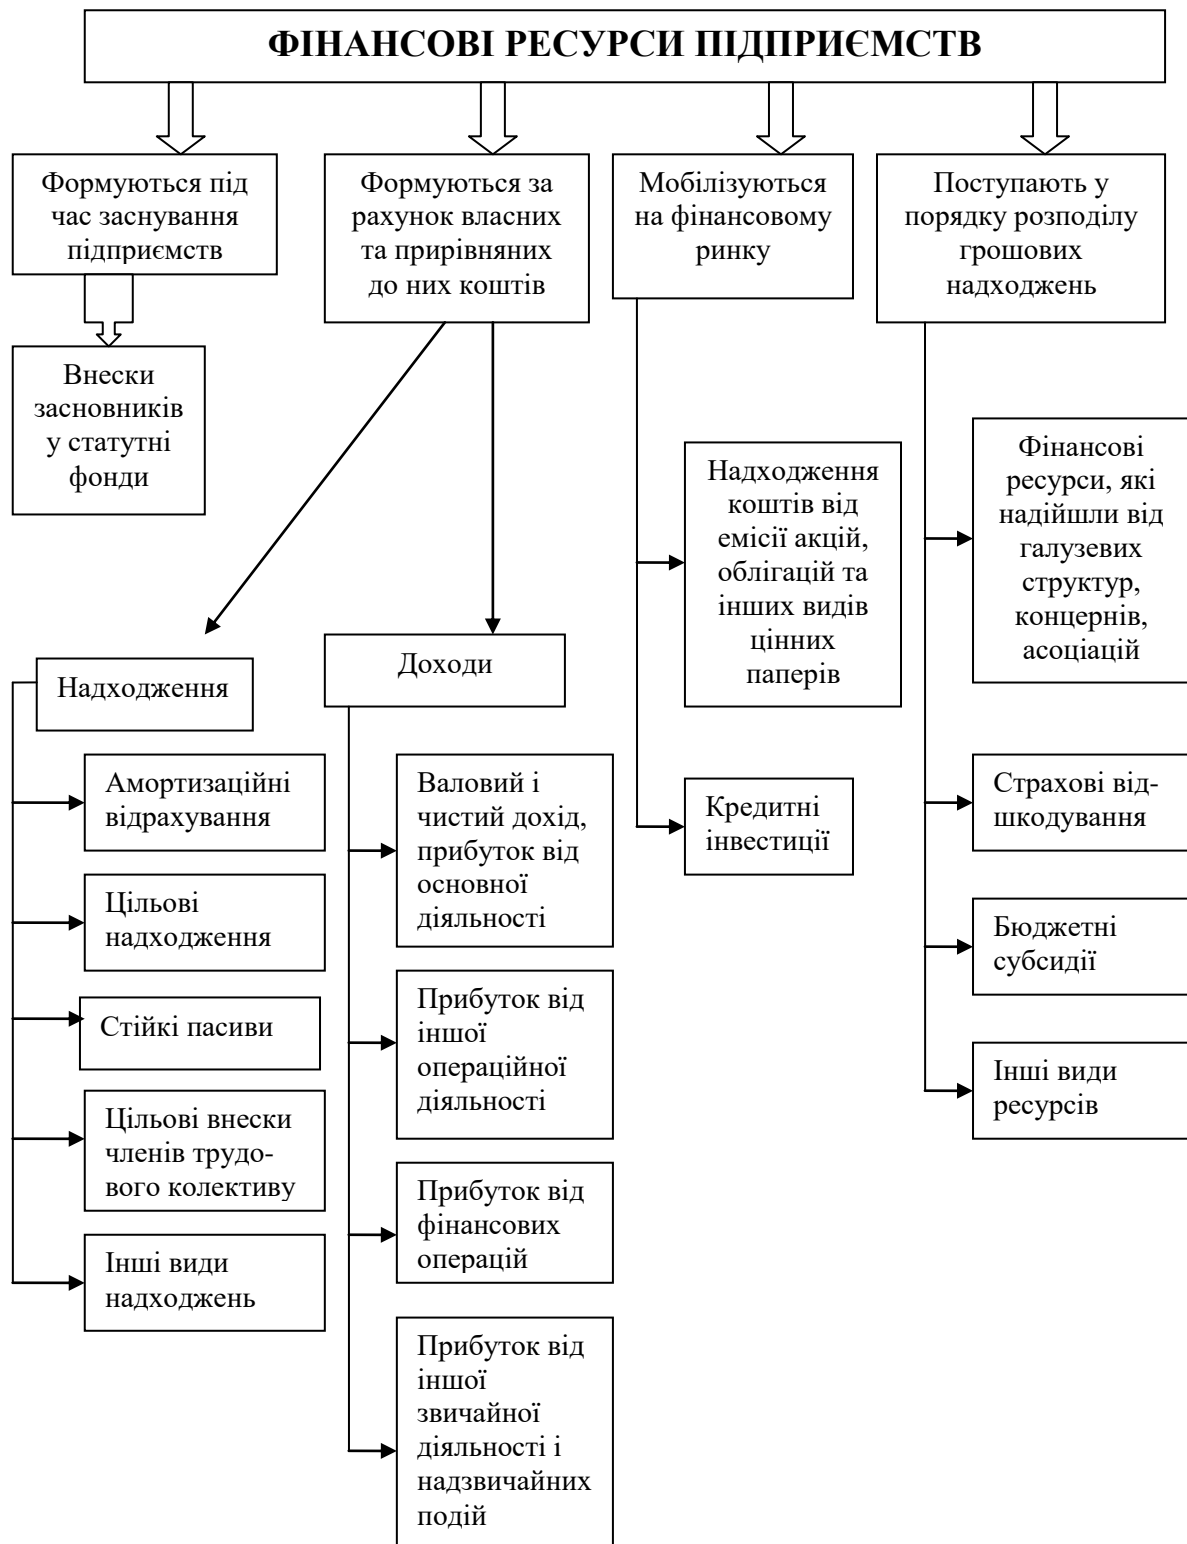 ФІНАНСОВІ РЕСУРСИ ПІДПРИЄМСТВ
Формуються під
час заснування
підприємств
Внески
засновників
у статутні
фонди
Формуються за
рахунок власних
та прирівняних
до них коштів
Надходження
Амортизаційні
відрахування
Цільові
надходження
Стійкі пасиви
Цільові внески
членів трудо-
вого колективу
Інші види
надходжень
Доходи
Валовий і
чистий дохід,
прибуток від
основної
діяльності
Прибуток від
іншої
операційної
діяльності
Прибуток від
фінансових
операцій
Прибуток від
іншої
звичайної
діяльності і
надзвичайних
подій
Мобілізуються
на фінансовому
ринку
Надходження
коштів від
емісії акцій,
облігацій та
інших видів
цінних
паперів
Кредитні
інвестиції
Поступають у
порядку розподілу
грошових
надходжень
Фінансові
ресурси, які
надійшли від
галузевих
структур,
концернів,
асоціацій
Страхові від-
шкодування
Бюджетні
субсидії
Інші види
ресурсів